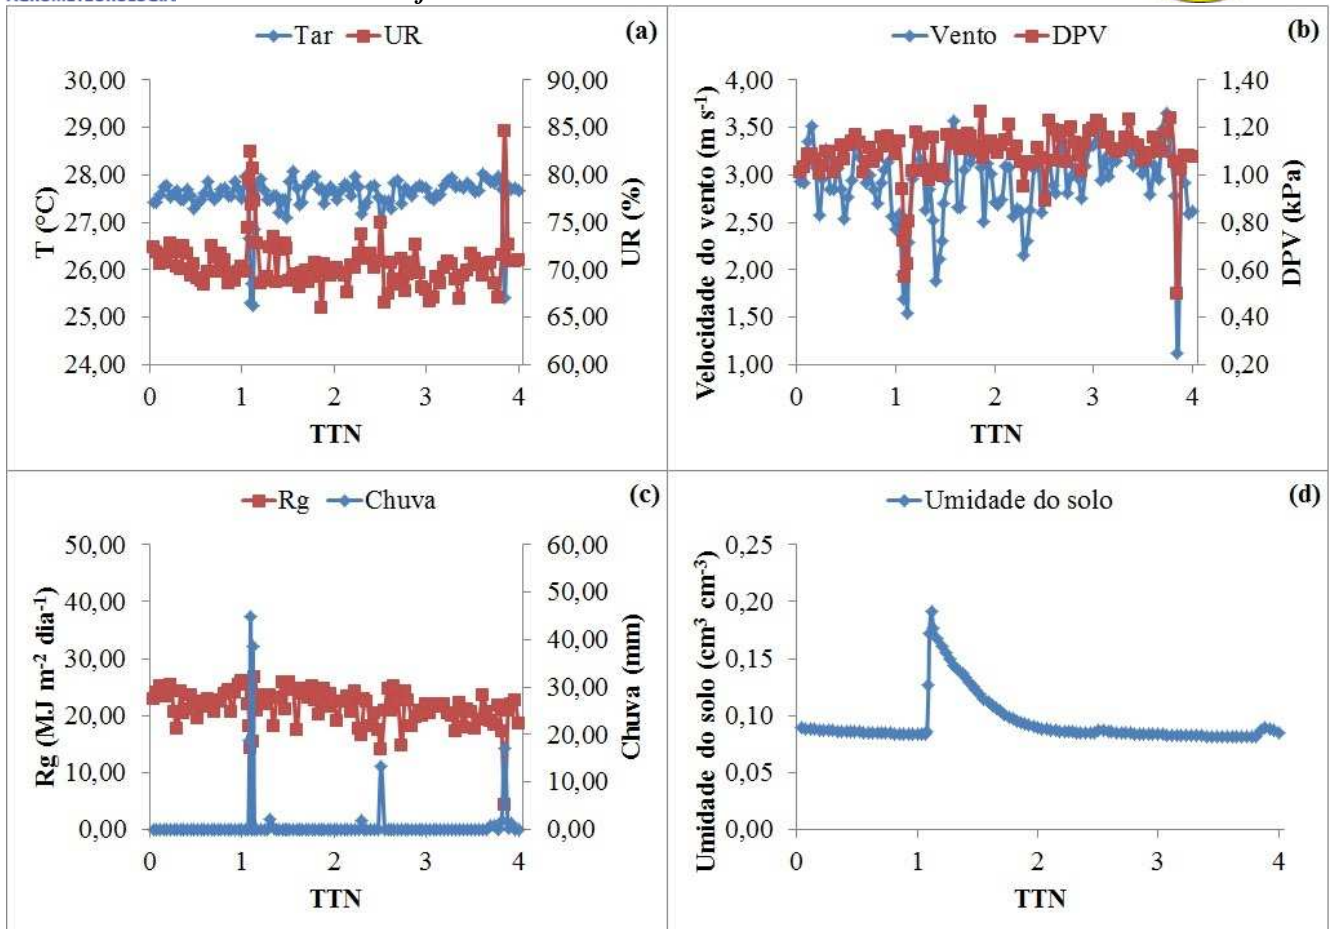 Tar UR (a)
30,00 90,00
29,00 85,00
28,00 80,00
27,00 75,00
26,00 70,00
25,00 65,00
24,00 60,00
T (°C)
UR (%)
0 1 2 3 4
TTN
Vento DPV (b)
4,00 1,40
3,50 1,20
3,00 1,00
2,50 0,80
2,00 0,60
1,50 0,40
1,00 0,20
Velocidade do vento (m s-1)
DPV (kPa)
0 1 2 3 4
TTN
Rg Chuva (c)
50,00 60,00
40,00 50,00
30,00 40,00
20,00 30,00
10,00 20,00
0,00 10,00
0,00
Rg (MJ m-2 dia-1)
Chuva (mm)
0 1 2 3 4
TTN
Umidade do solo (d)
0,25
0,20
0,15
0,10
0,05
0,00
Umidade do solo (cm3 cm-3)
0 1 2 3 4
TTN